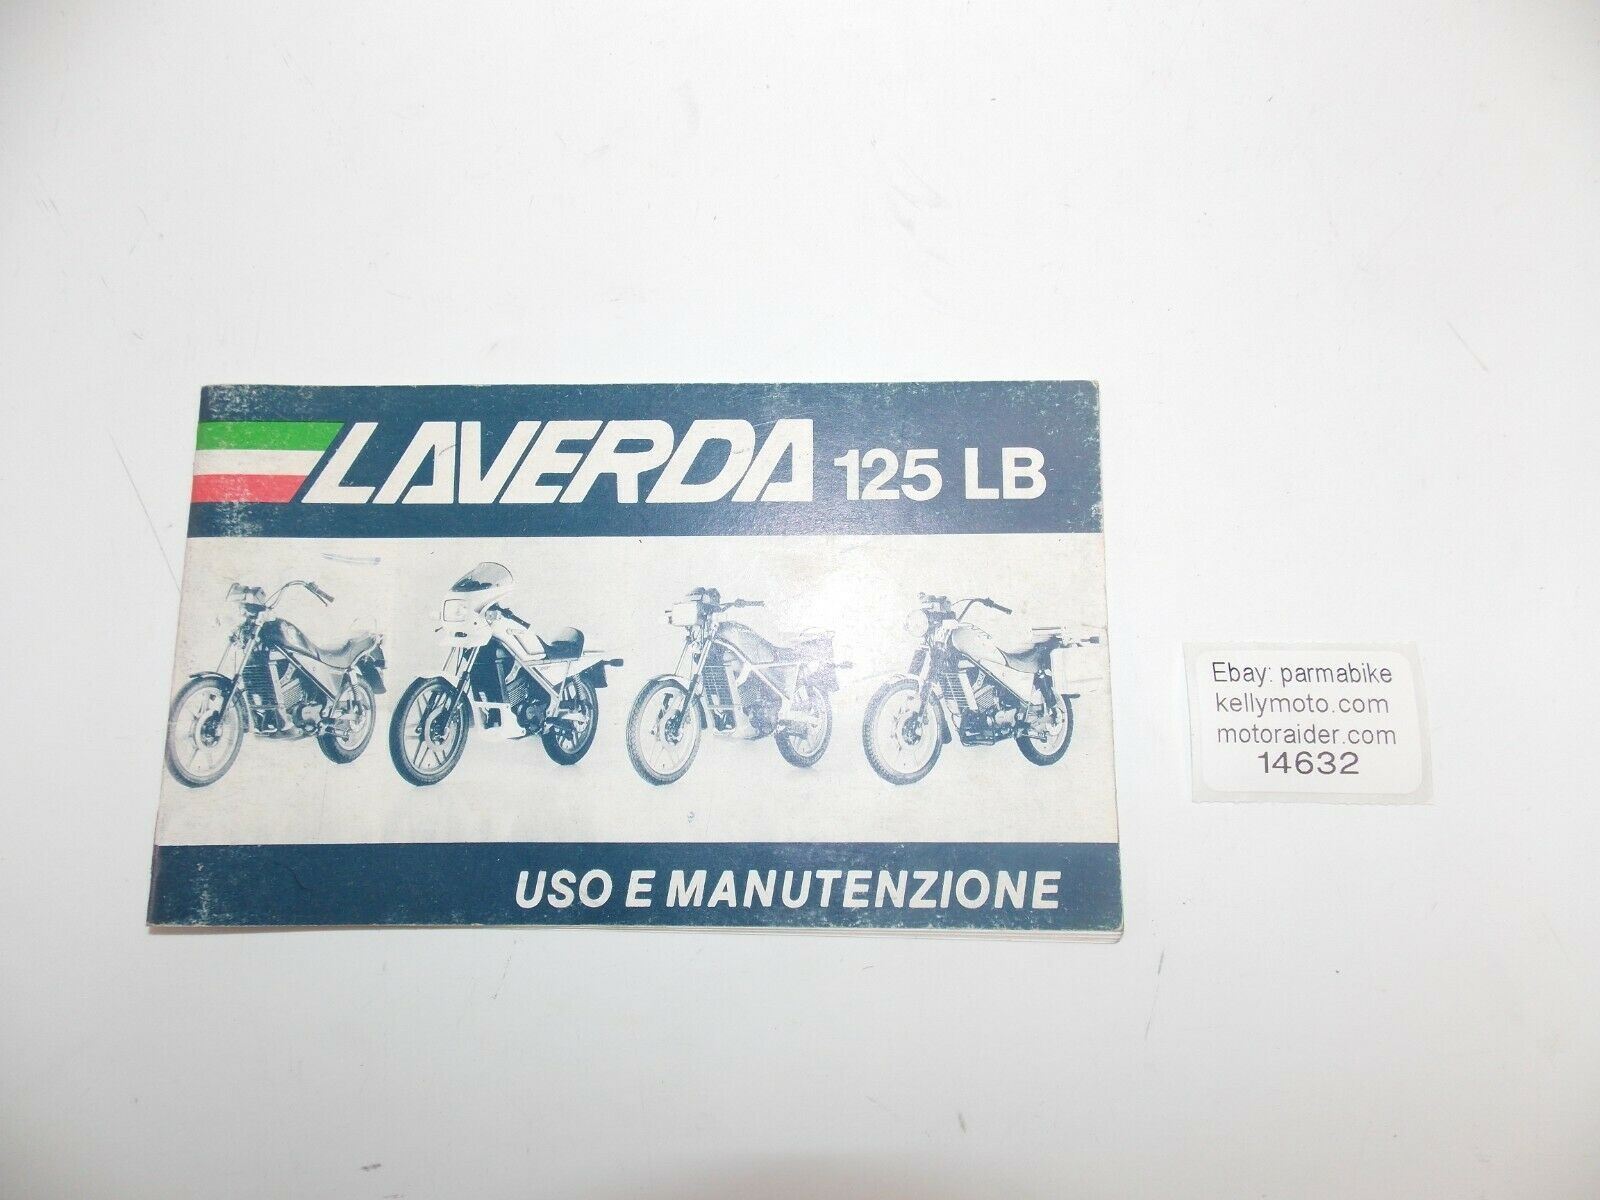 LAVERDA 125 LB
USO E MANUTENZIONE
Ebay: parmabike
kellymoto.com
motoraider.com
14632